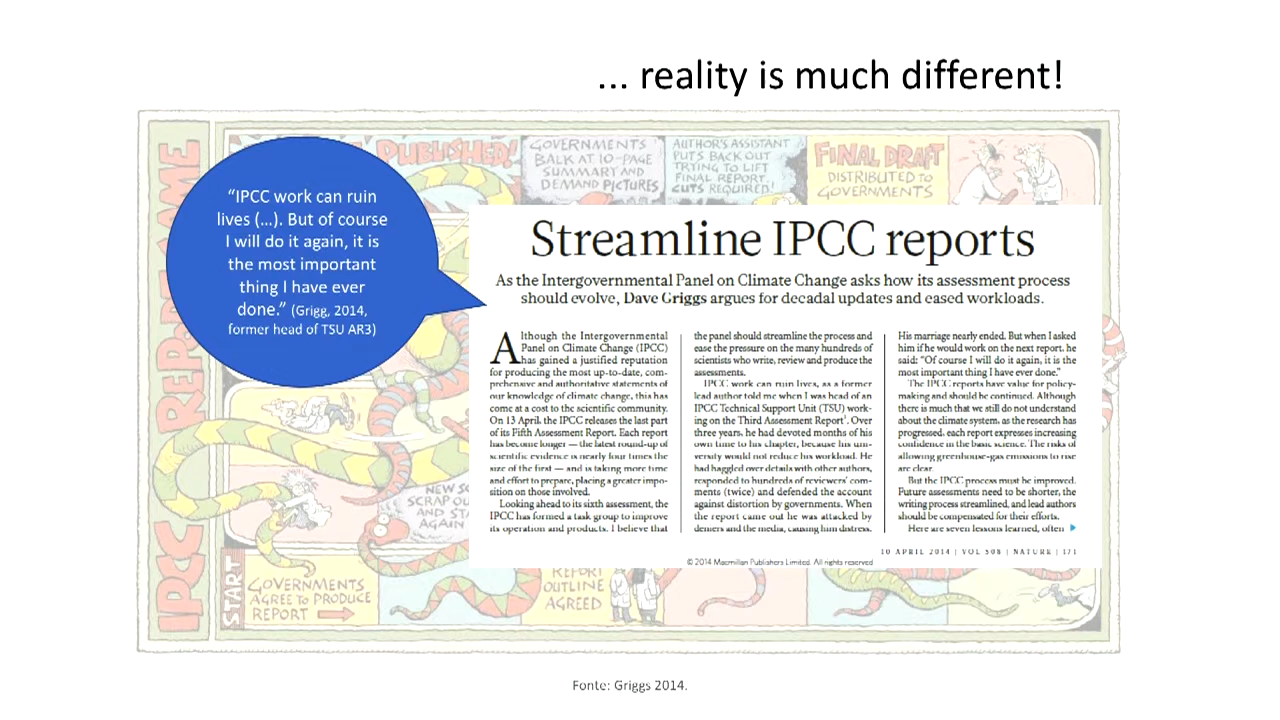 ... reality is much different!
IPCC REP
AME
PUBLISHED!
GOVERNMENTS
BALK AT 10-PAGE
SUMMARY AND
DEMAND PICTURES
AUTHOR'S ASSISTANT
PUTS BACK OUT
TRYING TO LIFT
FINAL REPORT.
CUTS REQUIRED!
FINAL DRAFT
DISTRIBUTED TO
GOVERNMENTS
“IPCC work can ruin
lives (...). But of course
I will do it again, it is
the most important
thing I have ever
done.” (Grigg, 2014,
former head of TSU AR3)
Streamline IPCC reports
As the Intergovernmental Panel on Climate Change asks how its assessment process
should evolve, Dave Griggs argues for decadal updates and eased workloads.
Although the Intergovernmental
Panel on Climate Change (IPCC)
has gained a justified reputation
for producing the most up-to-date, com-
prehensive and authoritative statements of
our knowledge of climate change, this has
come at a cost to the scientific community.
On 13 April, the IPCC releases the last part
of its Fifth Assessment Report. Each report
has become longer — the latest round-up of
scientific evidence is nearly four times the
size of the first — and is taking more time
and effort to prepare, placing a greater impo-
sition on those involved.
Looking ahead to its sixth assessment, the
IPCC has formed a task group to improve
its operation and products. I believe that
the panel should streamline the process and
ease the pressure on the many hundreds of
scientists who write, review and produce the
assessments.
IPCC work can ruin lives, as a former
lead author told me when I was head of an
IPCC Technical Support Unit (TSU) work-
ing on the Third Assessment Report¹. Over
three years, he had devoted months of his
own time to his chapter, because his uni-
versity would not reduce his workload. He
had haggled over details with other authors,
responded to hundreds of reviewers' com-
ments (twice) and defended the account
against distortion by governments. When
the report came out he was attacked by
deniers and the media, causing him distress.
His marriage nearly ended. But when I asked
him if he would work on the next report, he
said: “Of course I will do it again, it is the
most important thing I have ever done.”
The IPCC reports have value for policy-
making and should be continued. Although
there is much that we still do not understand
about the climate system, as the research has
progressed, each report expresses increasing
confidence in the basic science. The risks of
allowing greenhouse-gas emissions to rise
are clear.
But the IPCC process must be improved.
Future assessments need to be shorter, the
writing process streamlined, and lead authors
should be compensated for their efforts.
Here are seven lessons learned, often
10 APRIL 2014 | VOL 508 | NATURE | 171
© 2014 Macmillan Publishers Limited. All rights reserved
NEW
SCRAP OU
AND STA
AGAIN
START
GOVERNMENTS
AGREE TO PRODUCE
REPORT
REPORT
OUTLINE
AGREED
Fonte: Griggs 2014.